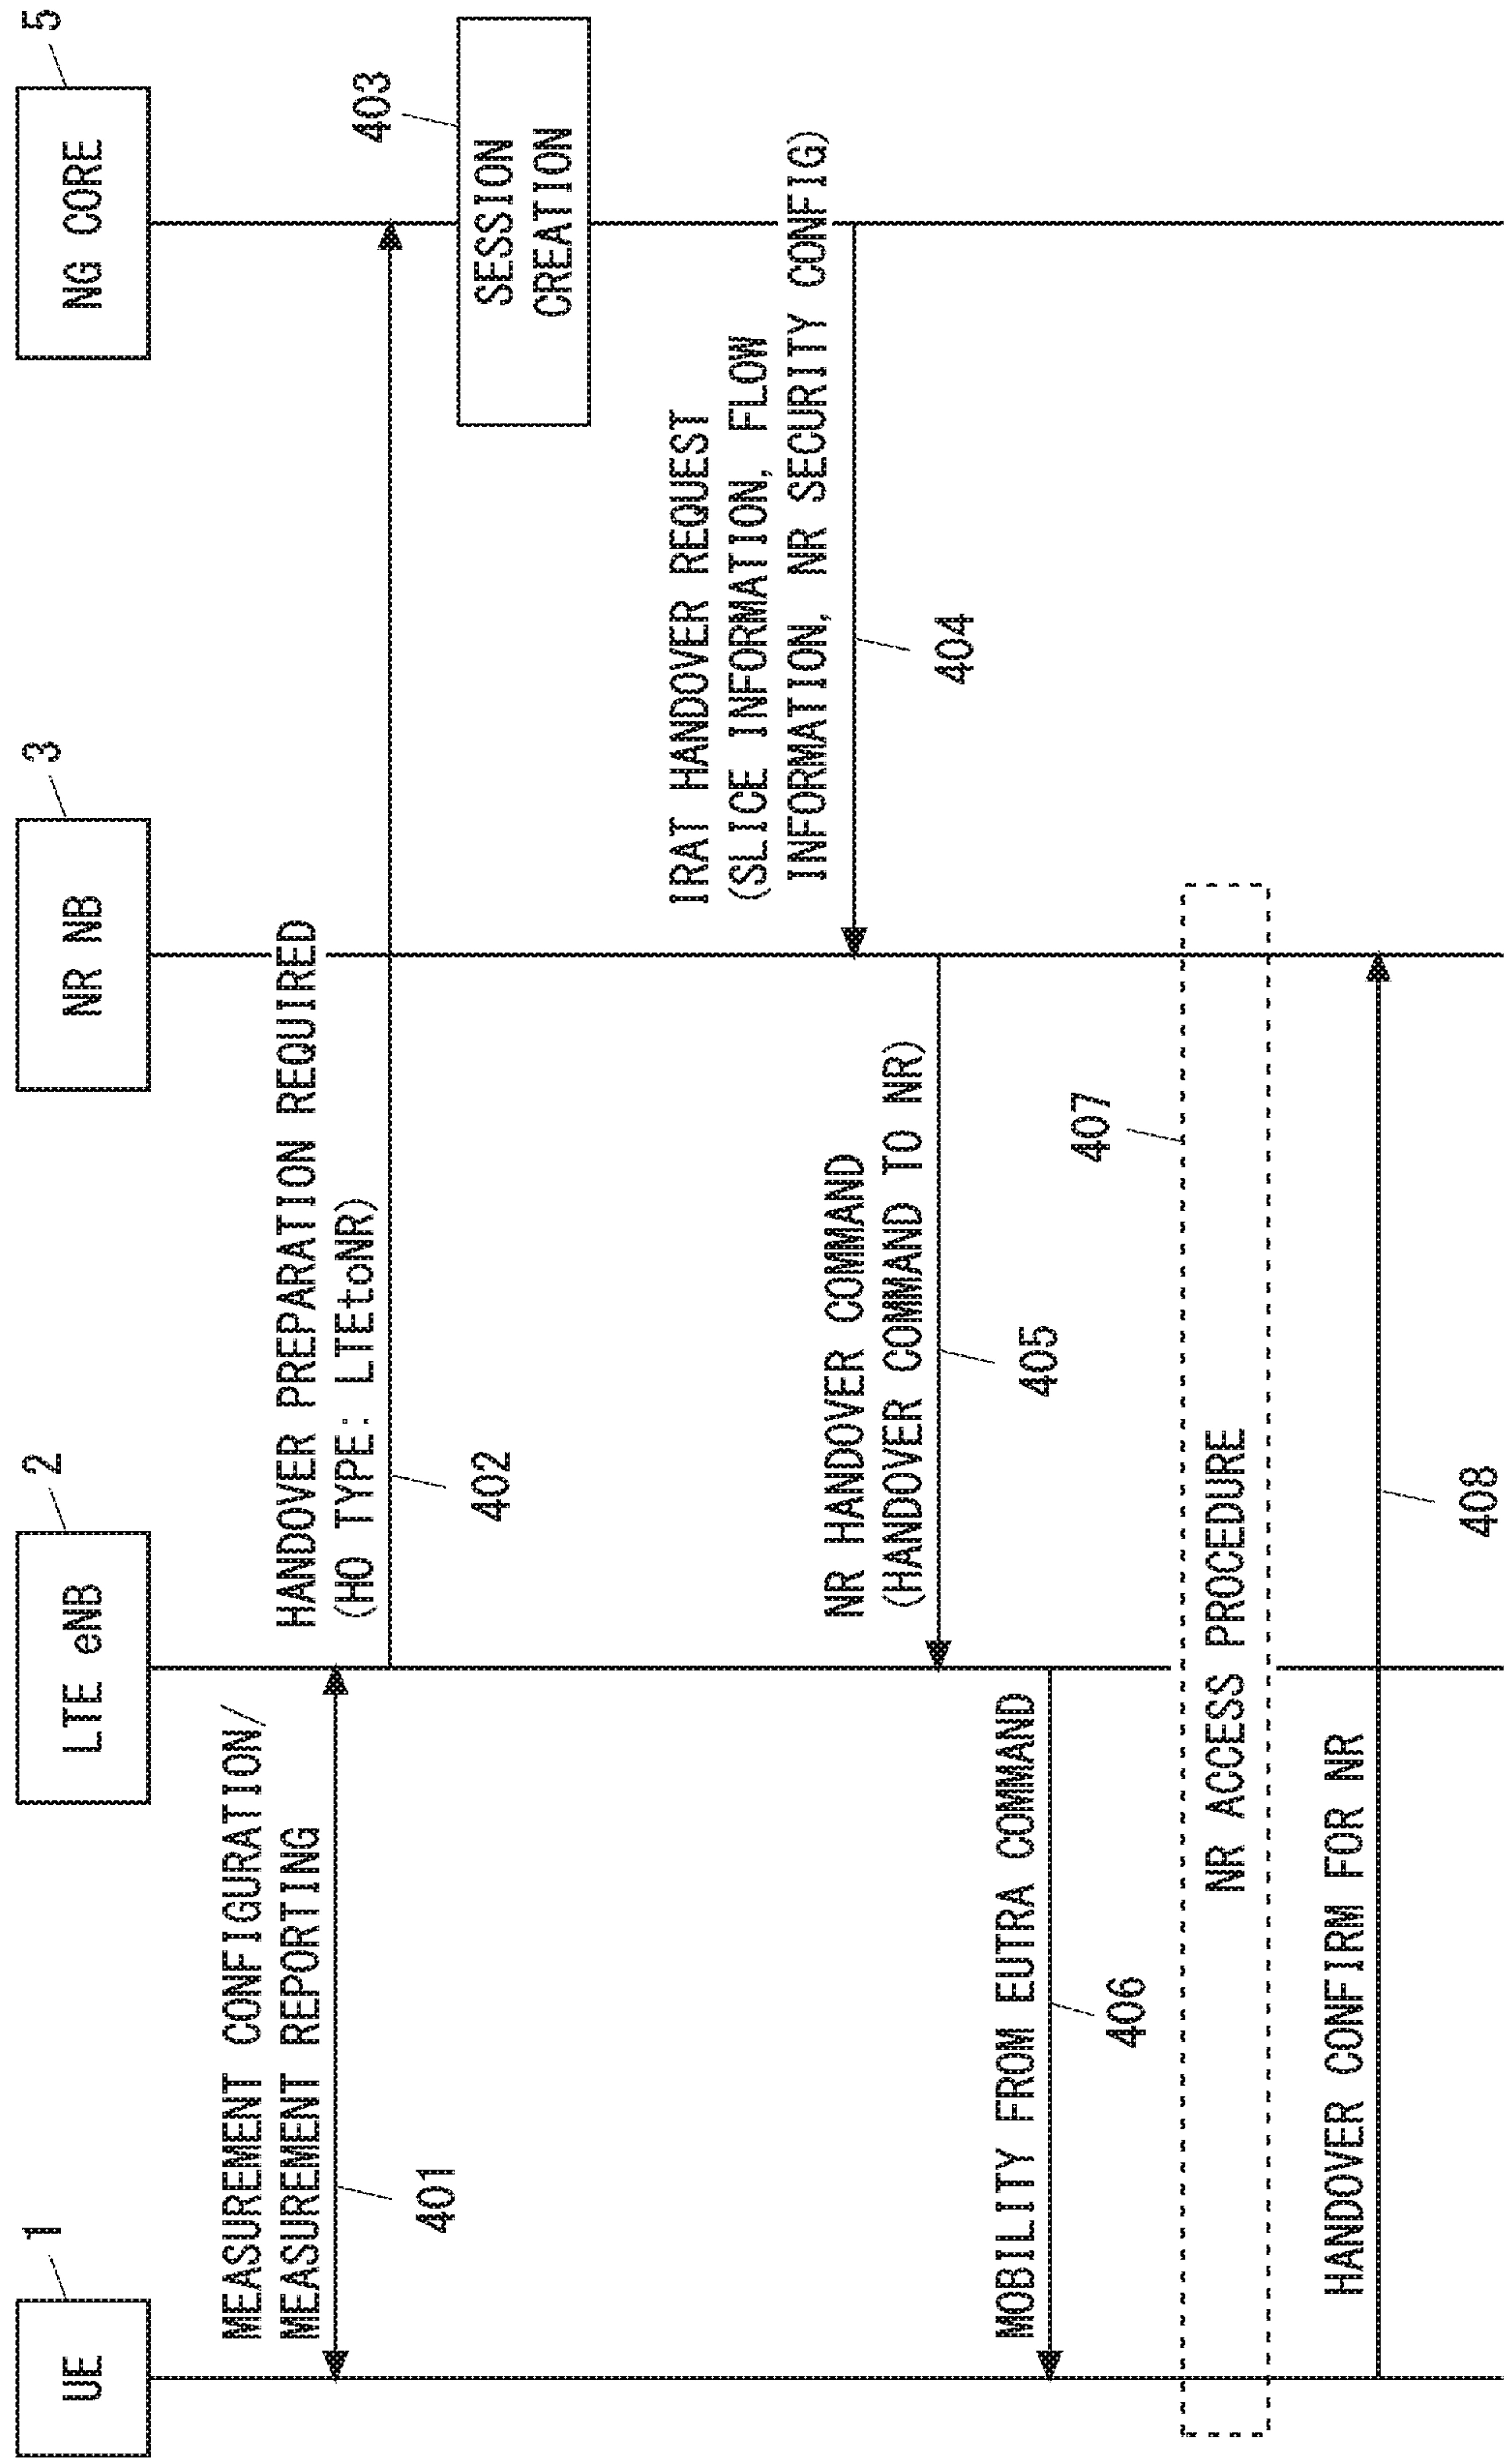 UE
1
LTE eNB
2
NR NB
3
NG CORE
5
MEASUREMENT CONFIGURATION/
MEASUREMENT REPORTING
401
HANDOVER PREPARATION REQUIRED
(HO TYPE: LTEtoNR)
402
403
SESSION
CREATION
IRAT HANDOVER REQUEST
(SLICE INFORMATION, FLOW
INFORMATION, NR SECURITY CONFIG)
404
NR HANDOVER COMMAND
(HANDOVER COMMAND TO NR)
405
MOBILITY FROM EUTRA COMMAND
406
407
NR ACCESS PROCEDURE
HANDOVER CONFIRM FOR NR
408